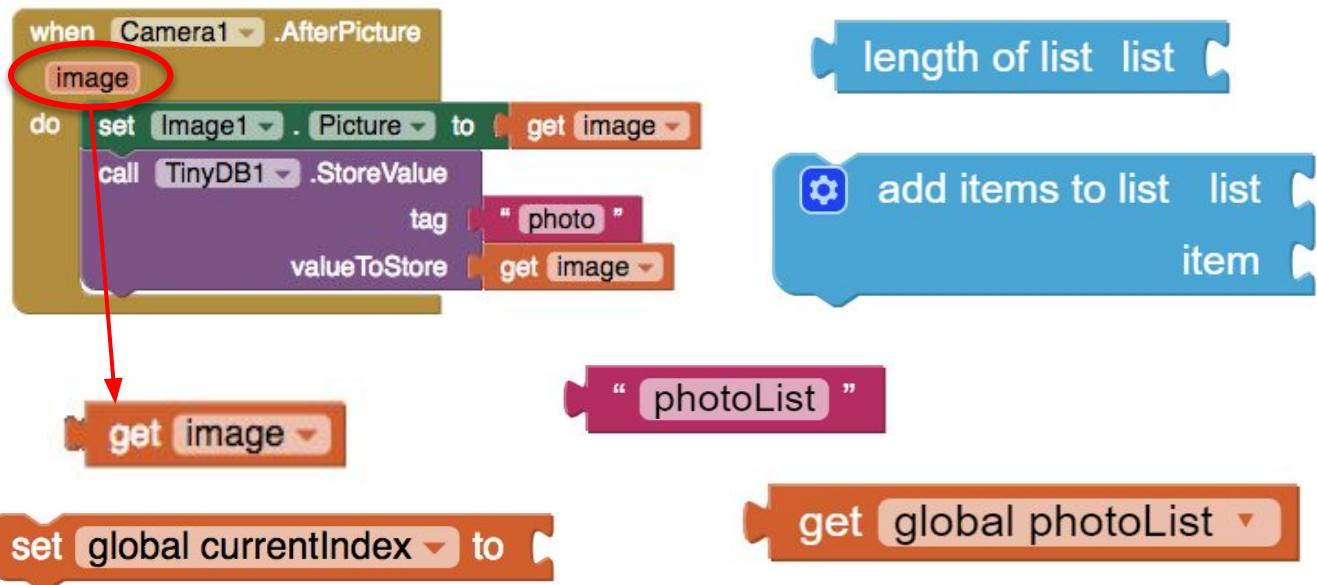 when Camera1 .AfterPicture
image
do set Image1 . Picture to get image
call TinyDB1 .StoreValue
tag " photo "
valueToStore get image
length of list list
add items to list list
item
get image
" photoList "
set global currentIndex to
get global photoList